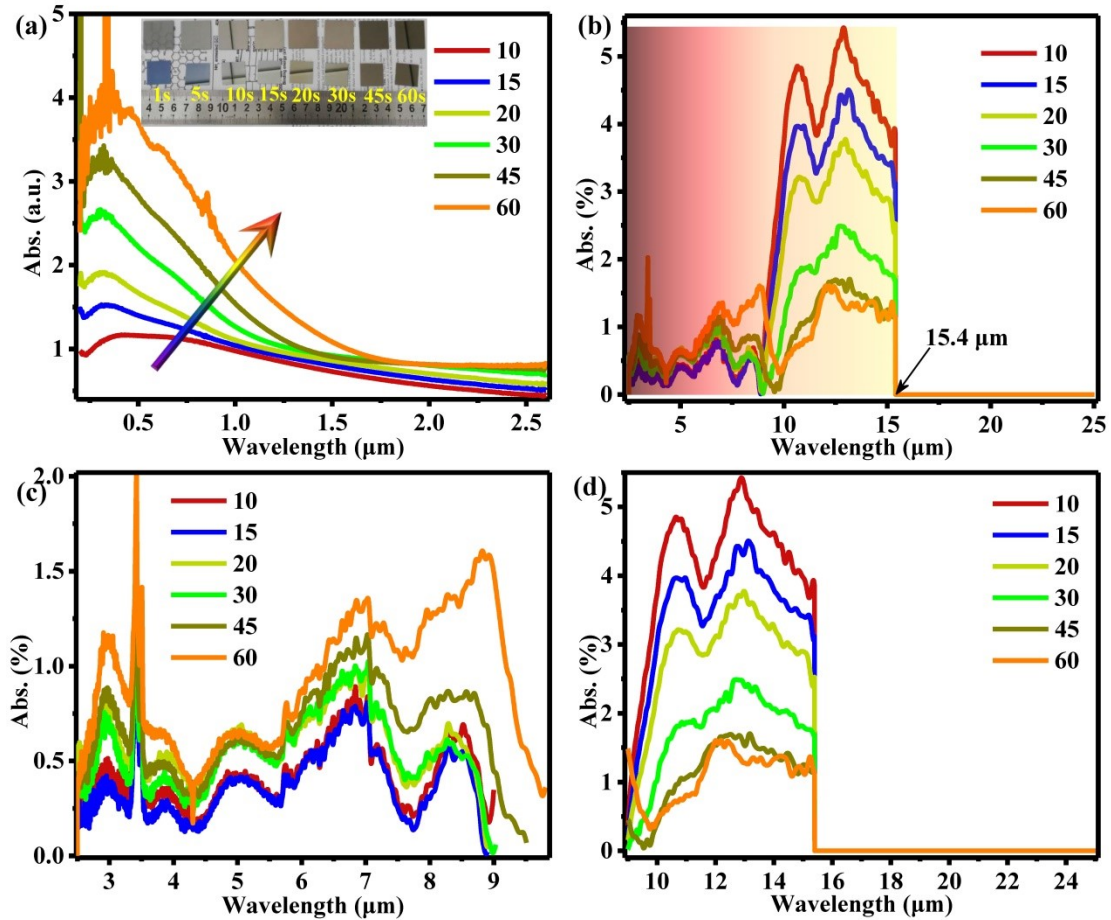 (a)
5
4
3
2
1
Abs. (a.u.)
0.5 1.0 1.5 2.0 2.5
Wavelength (µm)
1s 5s 10s 15s 20s 30s 45s 60s
10
15
20
30
45
60
(b)
5
4
3
2
1
0
Abs. (%)
5 10 15 20 25
Wavelength (µm)
10
15
20
30
45
60
15.4 µm
(c)
2.0
1.5
1.0
0.5
0.0
Abs. (%)
3 4 5 6 7 8 9
Wavelength (µm)
10
15
20
30
45
60
(d)
5
4
3
2
1
0
Abs. (%)
10 12 14 16 18 20 22 24
Wavelength (µm)
10
15
20
30
45
60